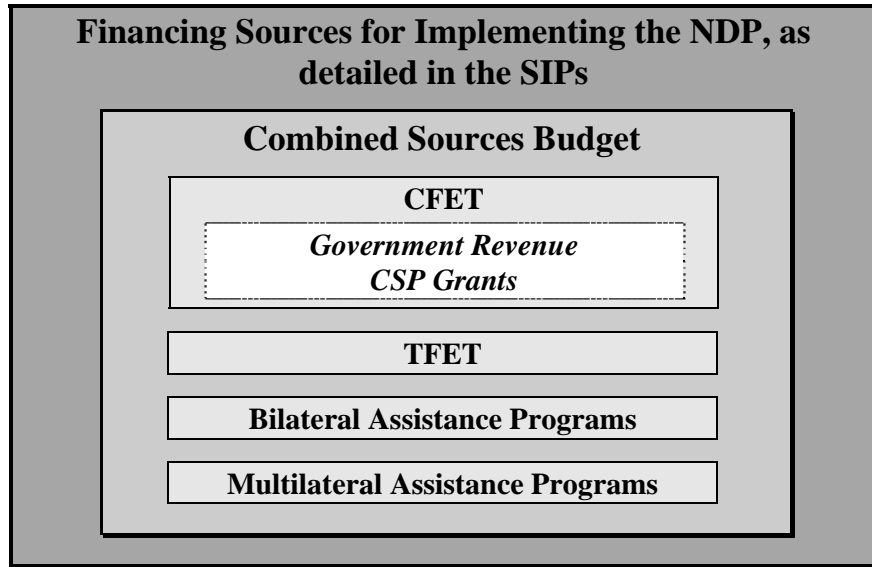 Financing Sources for Implementing the NDP, as
detailed in the SIPs
Combined Sources Budget
CFET
Government Revenue
CSP Grants
TFET
Bilateral Assistance Programs
Multilateral Assistance Programs